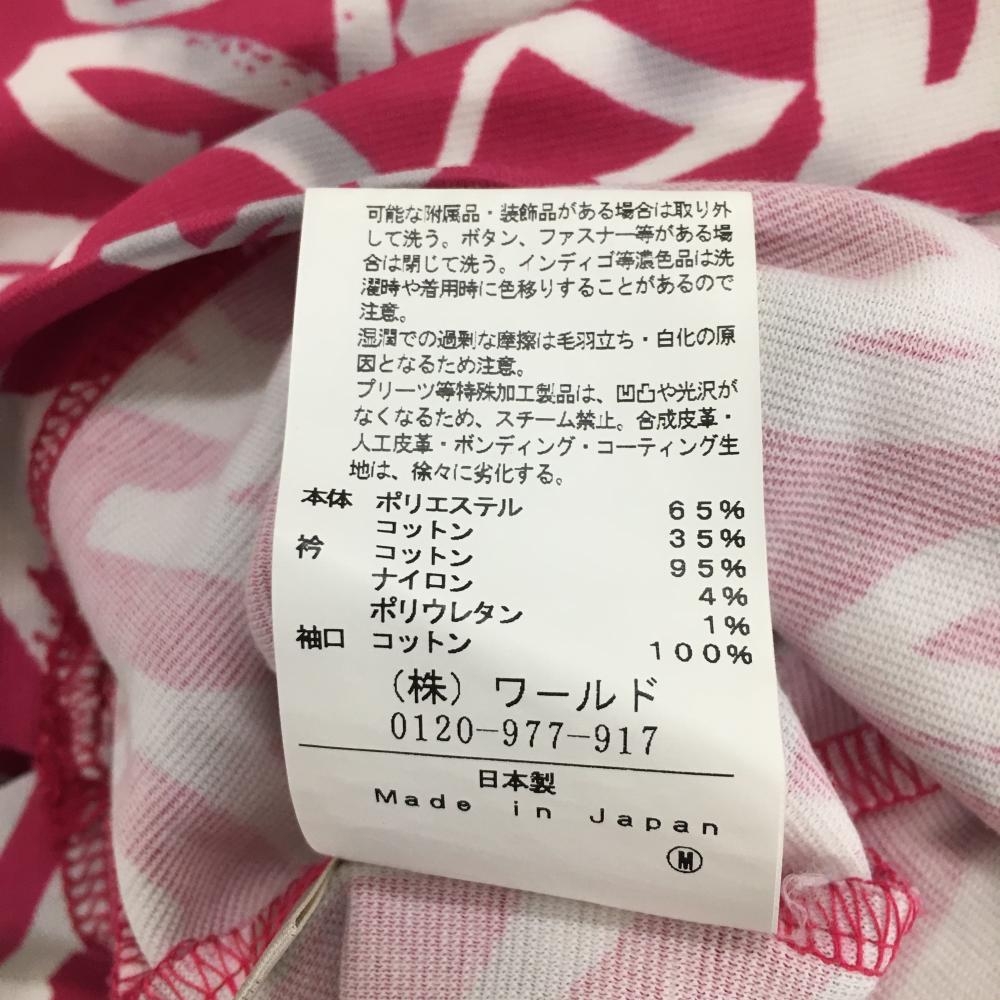 可能な附属品・装飾品がある場合は取り外
して洗う。ボタン、ファスナー等がある場
合は閉じて洗う。インディゴ等濃色品は洗
濯時や着用時に色移りすることがあるので
注意。
湿潤での過剰な摩擦は毛羽立ち・白化の原
因となるため注意。
プリーツ等特殊加工製品は、凹凸や光沢が
なくなるため、スチーム禁止。合成皮革・
人工皮革・ボンディング・コーティング生
地は、徐々に劣化する。
本体 ポリエステル 65%
コットン 35%
衿 コットン 95%
ナイロン 4%
ポリウレタン 1%
袖口 コットン 100%
(株) ワールド
0120-977-917
日本製
Made in Japan
Ⓜ